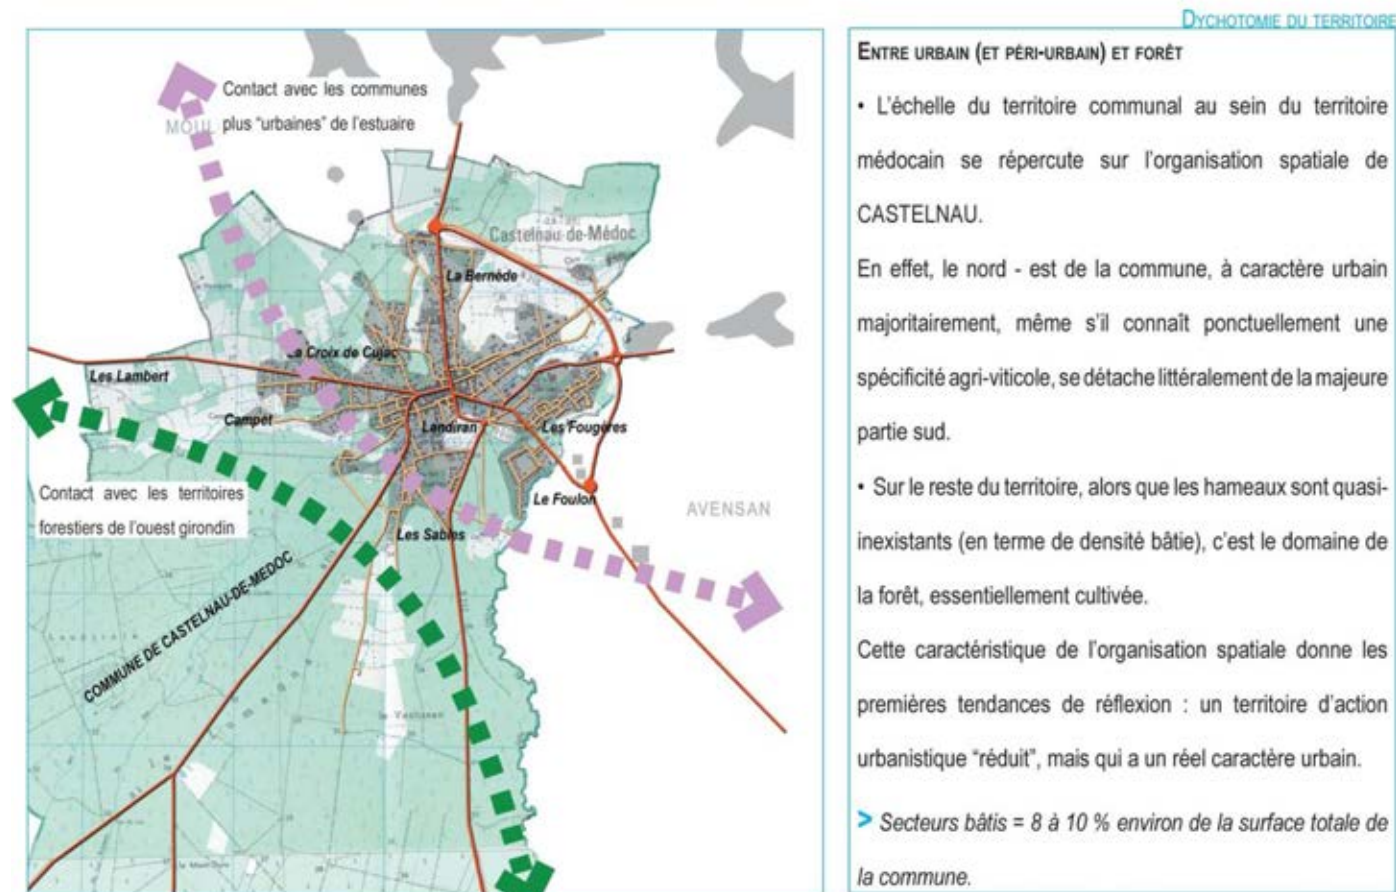 DYCHOTOMIE DU TERRITOIRE
Contact avec les communes
plus “urbaines” de l’estuaire
MOUL
Castelnau-de-Médoc
La Bernède
La Croix de Cujac
Les Lambert
Campet
Landiran
Les Fougères
Le Foulon
AVENSAN
Contact avec les territoires
forestiers de l’ouest girondin
Les Sables
COMMUNE DE CASTELNAU-DE-MEDOC
ENTRE URBAIN (ET PÉRI-URBAIN) ET FORÊT
• L’échelle du territoire communal au sein du territoire
médocain se répercute sur l’organisation spatiale de
CASTELNAU.
En effet, le nord - est de la commune, à caractère urbain
majoritairement, même s’il connaît ponctuellement une
spécificité agri-viticole, se détache littéralement de la majeure
partie sud.
• Sur le reste du territoire, alors que les hameaux sont quasi-
inexistants (en terme de densité bâtie), c’est le domaine de
la forêt, essentiellement cultivée.
Cette caractéristique de l’organisation spatiale donne les
premières tendances de réflexion : un territoire d’action
urbanistique “réduit”, mais qui a un réel caractère urbain.
> Secteurs bâtis = 8 à 10 % environ de la surface totale de
la commune.